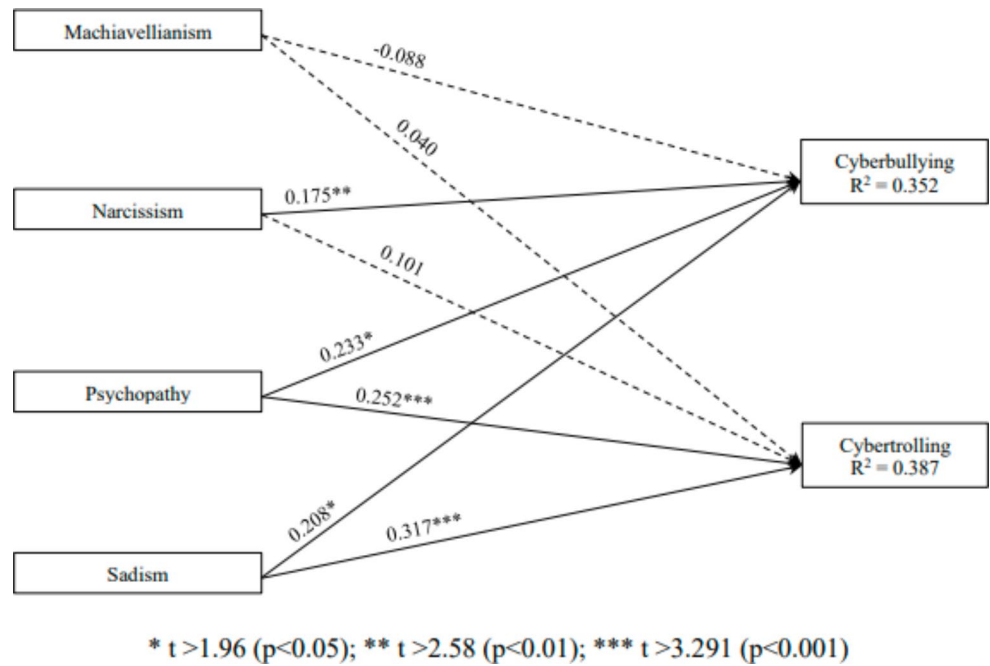 Machiavellianism
-0.088
0.040
Cyberbullying
R² = 0.352
Narcissism
0.175**
0.101
Psychopathy
0.233*
0.252***
Cybertrolling
R² = 0.387
Sadism
0.208*
0.317***
* t >1.96 (p<0.05); ** t >2.58 (p<0.01); *** t >3.291 (p<0.001)